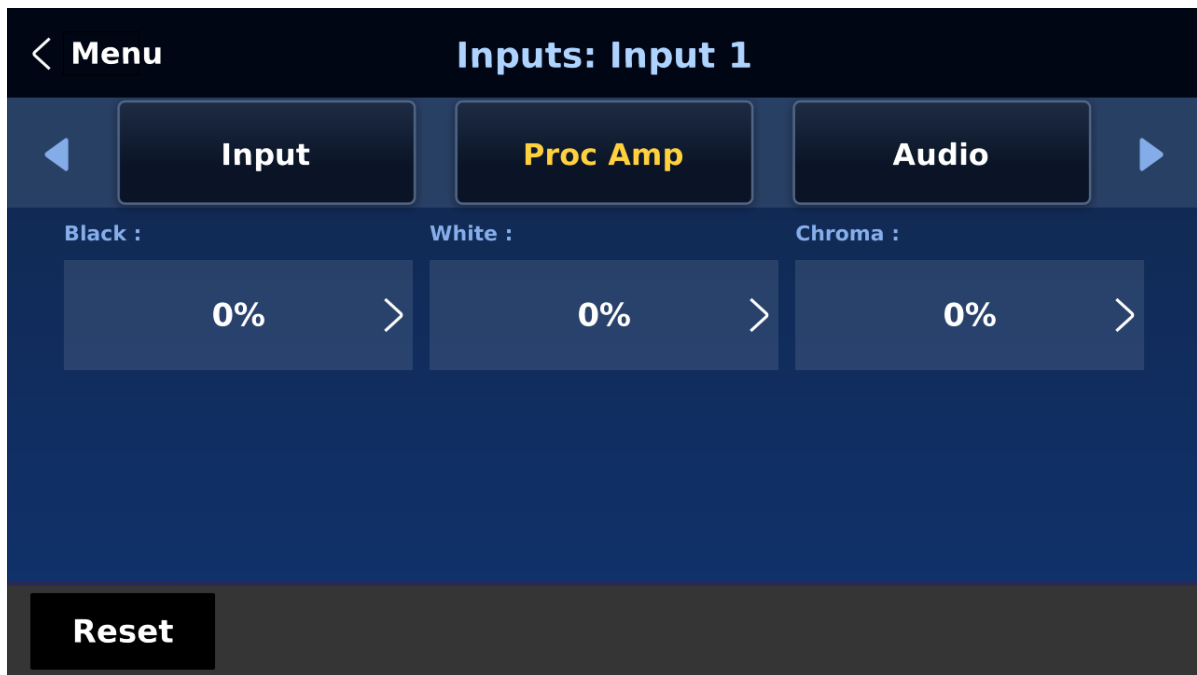 Menu
Inputs: Input 1
Input
Proc Amp
Audio
Black :
White :
Chroma :
0%
0%
0%
Reset